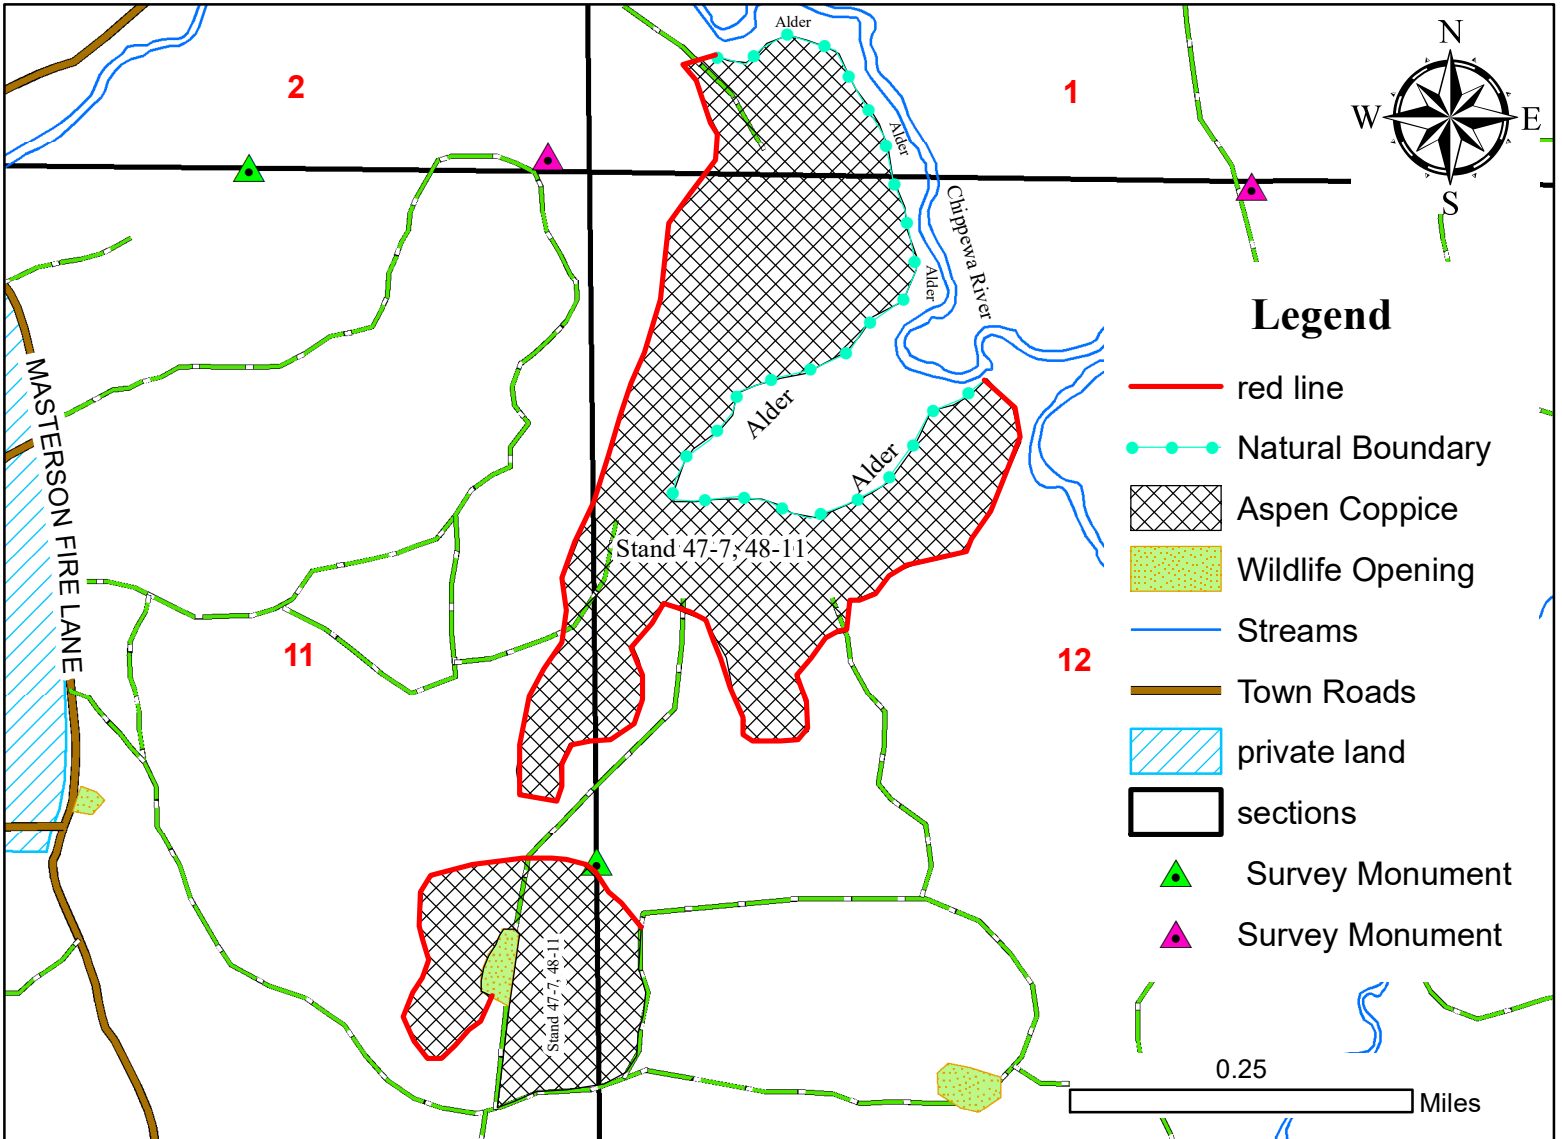 Alder
N
2
1
W
E
Alder
S
Chippewa River
Alder
Legend
MASTERSON FIRE LANE
red line
Alder
Natural Boundary
Alder
Aspen Coppice
Stand 47-7, 48-11
Wildlife Opening
Streams
11
12
Town Roads
private land
sections
Survey Monument
Survey Monument
Stand 47-7, 48-11
0.25
Miles